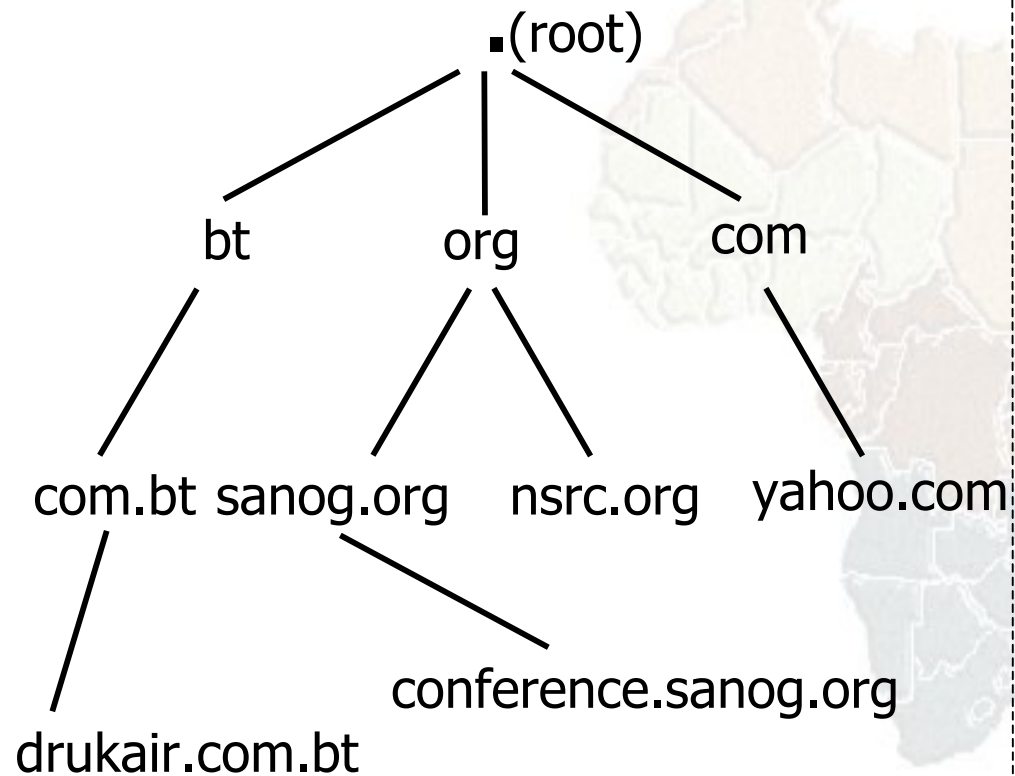 .(root)
bt org com
com.bt sanog.org nsrc.org yahoo.com
conference.sanog.org
drukair.com.bt